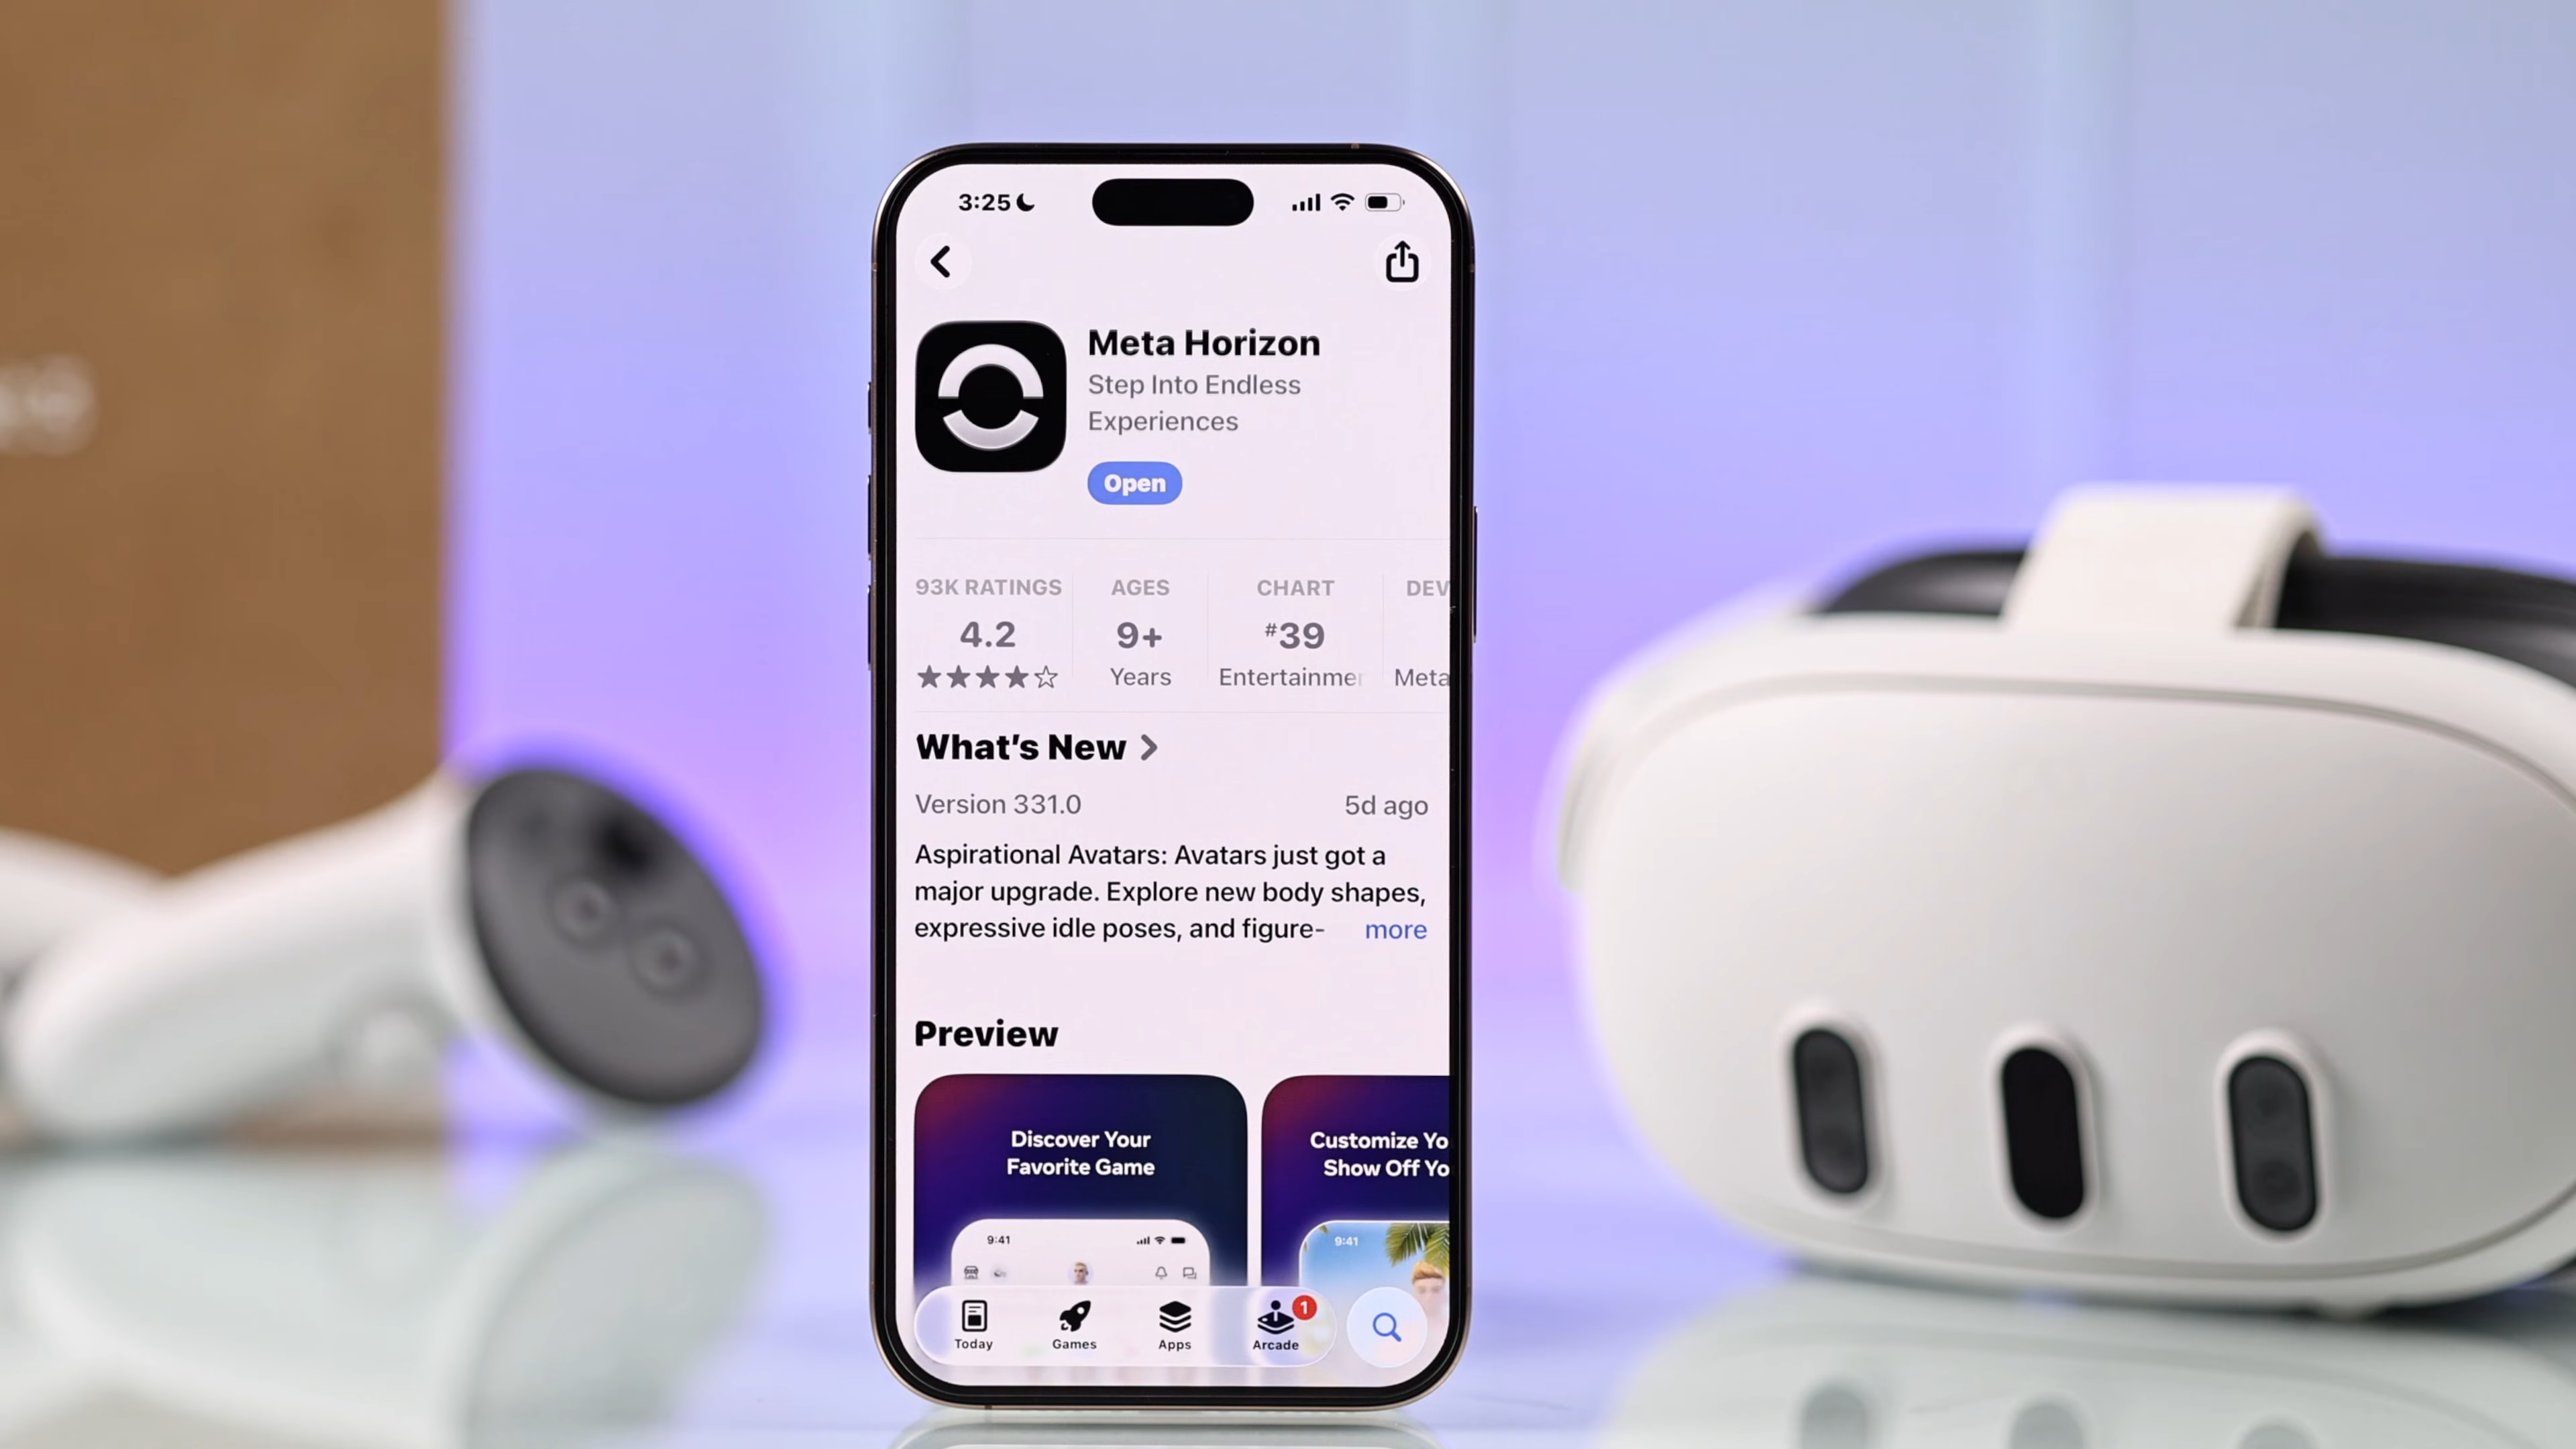 3:25
Meta Horizon
Step Into Endless
Experiences
Open
93K RATINGS
4.2
AGES
9+
Years
CHART
#39
Entertainmen
DEV
Meta
What's New
Version 331.0
5d ago
Aspirational Avatars: Avatars just got a
major upgrade. Explore new body shapes,
expressive idle poses, and figure-
more
Preview
Discover Your
Favorite Game
9:41
Customize Yo
Show Off Yo
9:41
Today
Games
Apps
Arcade
1